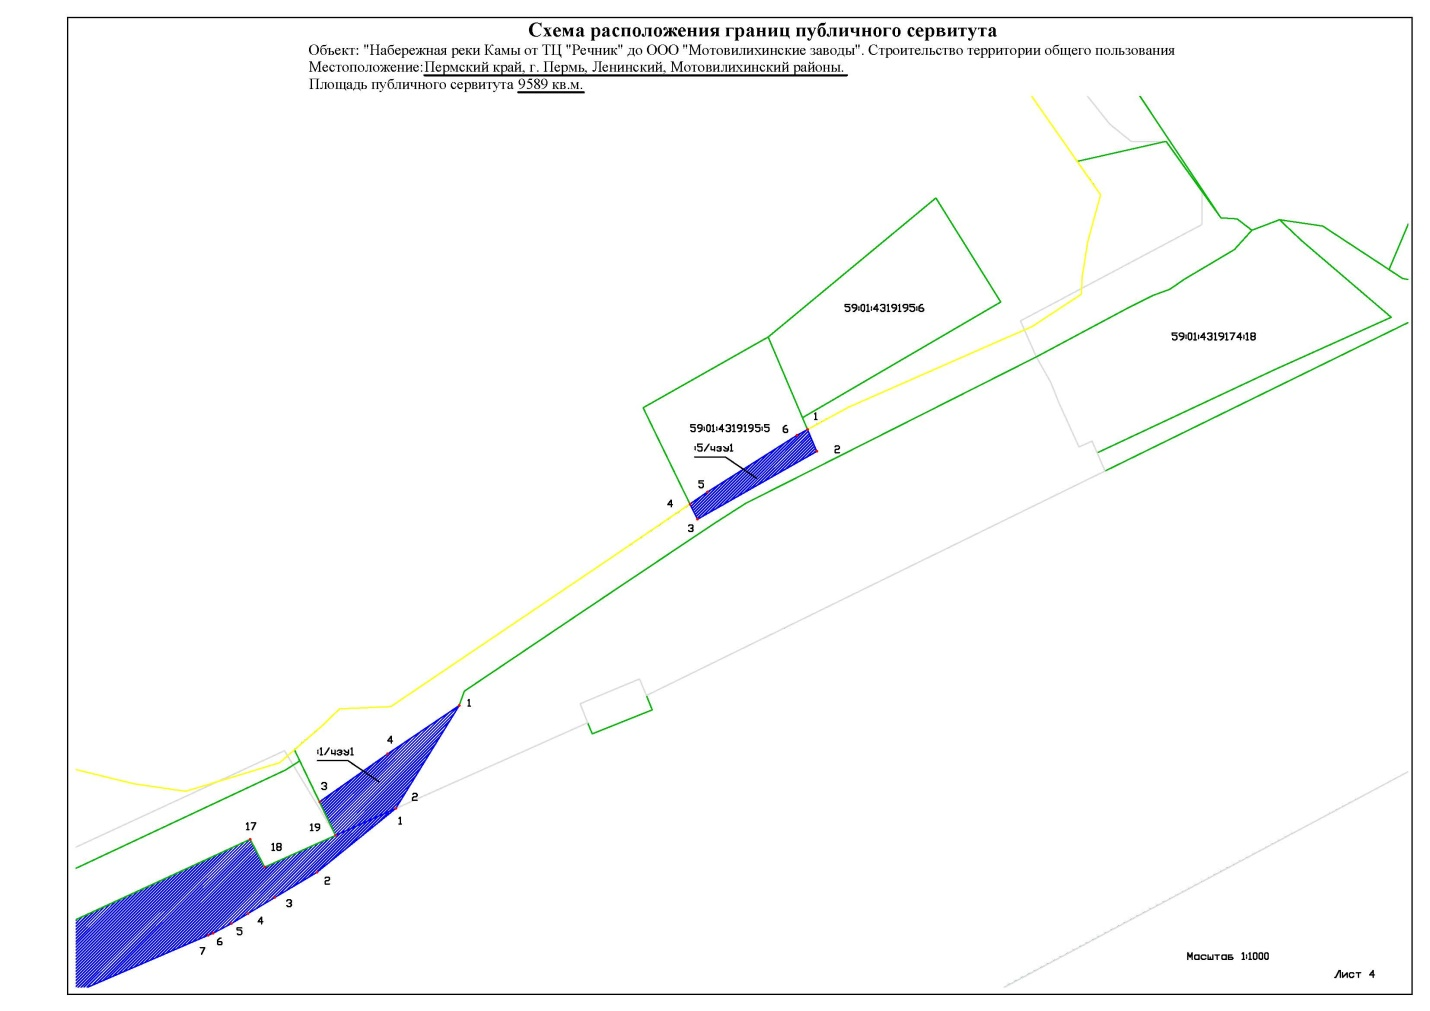 Схема расположения границ публичного сервитута
Объект: "Набережная реки Камы от ТЦ "Речник" до ООО "Мотовилихинские заводы". Строительство территории общего пользования
Местоположение: Пермский край, г. Пермь, Ленинский, Мотовилихинский районы.
Площадь публичного сервитута 9589 кв.м.
59:01:4319195:6
59:01:4319174:18
1
59:01:4319195:5
6
:5/чзу1
2
5
4
3
1
4
:1/чзу1
3
2
1
17
19
18
2
3
4
5
6
7
Масштаб 1:1000
Лист 4